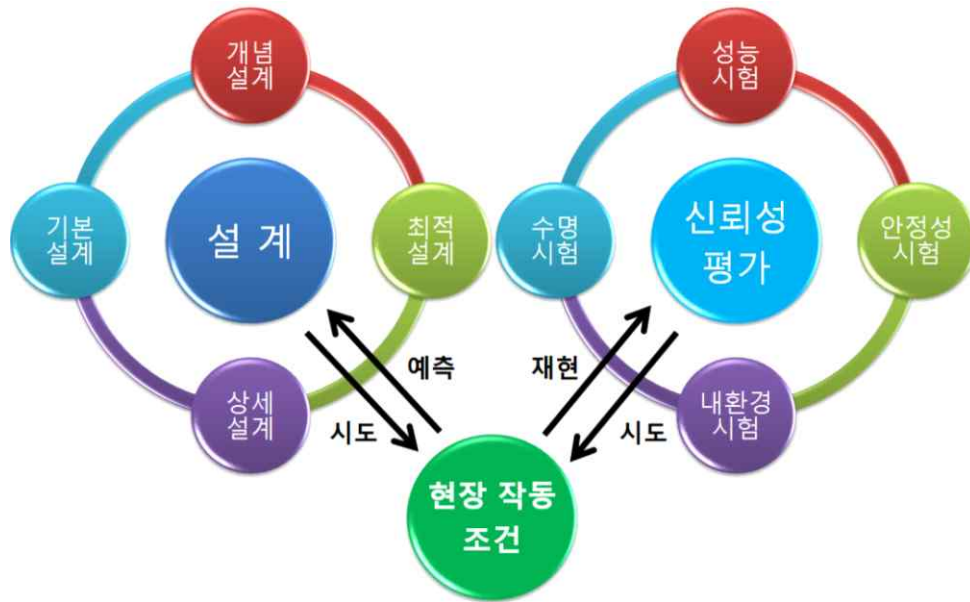 개념
설계
기본
설계
설 계
최적
설계
상세
설계
성능
시험
수명
시험
신뢰성
평가
안정성
시험
내환경
시험
예측
시도
재현
시도
현장 작동
조건